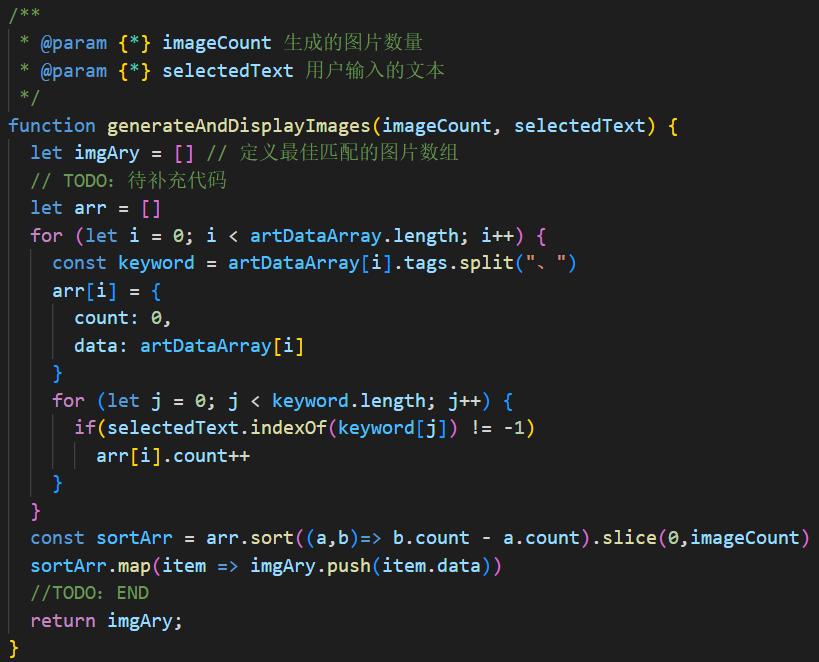 /**
 * @param {*} imageCount 生成的图片数量
 * @param {*} selectedText 用户输入的文本
 */
function generateAndDisplayImages(imageCount, selectedText) {
  let imgAry = [] // 定义最佳匹配的图片数组
  // TODO：待补充代码
  let arr = []
  for (let i = 0; i < artDataArray.length; i++) {
    const keyword = artDataArray[i].tags.split("、")
    arr[i] = {
      count: 0,
      data: artDataArray[i]
    }
    for (let j = 0; j < keyword.length; j++) {
      if(selectedText.indexOf(keyword[j]) != -1)
        arr[i].count++
    }
  }
  const sortArr = arr.sort((a,b)=> b.count - a.count).slice(0,imageCount)
  sortArr.map(item => imgAry.push(item.data))
  //TODO：END
  return imgAry;
}